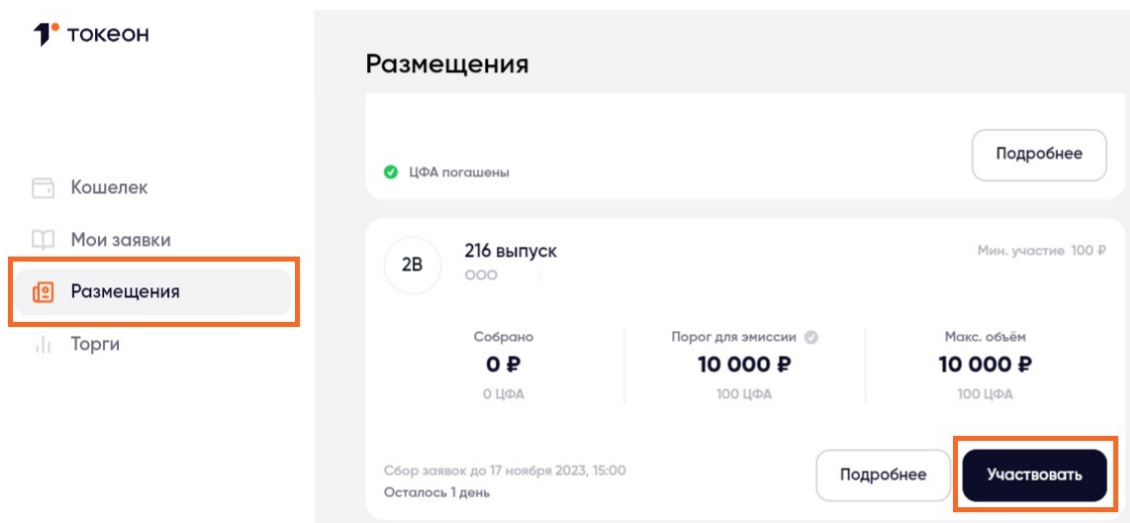 токеон
Кошелек
Мои заявки
Размещения
Торги
Размещения
ЦФА погашены
Подробнее
2В
216 выпуск
ООО
Мин. участие 100 ₽
Собрано
0 ₽
0 ЦФА
Порог для эмиссии
10 000 ₽
100 ЦФА
Макс. объём
10 000 ₽
100 ЦФА
Сбор заявок до 17 ноября 2023, 15:00
Осталось 1 день
Подробнее
Участвовать